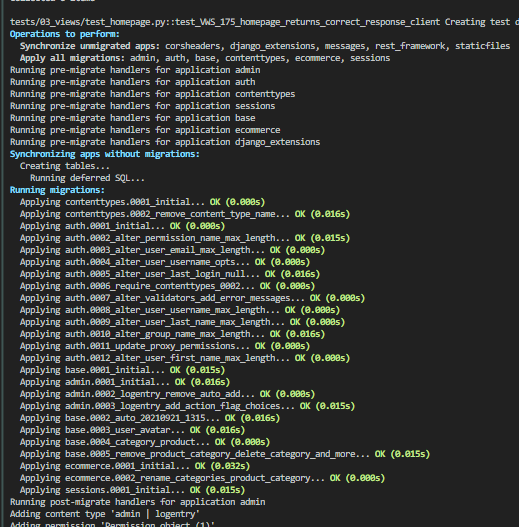 tests/03_views/test_homepage.py::test_VWS_175_homepage_returns_correct_response_client Creating test d
Operations to perform:
  Synchronize unmigrated apps: corsheaders, django_extensions, messages, rest_framework, staticfiles
  Apply all migrations: admin, auth, base, contenttypes, ecommerce, sessions
Running pre-migrate handlers for application admin
Running pre-migrate handlers for application auth
Running pre-migrate handlers for application contenttypes
Running pre-migrate handlers for application sessions
Running pre-migrate handlers for application base
Running pre-migrate handlers for application ecommerce
Running pre-migrate handlers for application django_extensions
Synchronizing apps without migrations:
  Creating tables...
    Running deferred SQL...
Running migrations:
  Applying contenttypes.0001_initial... OK (0.000s)
  Applying contenttypes.0002_remove_content_type_name... OK (0.016s)
  Applying auth.0001_initial... OK (0.000s)
  Applying auth.0002_alter_permission_name_max_length... OK (0.015s)
  Applying auth.0003_alter_user_email_max_length... OK (0.000s)
  Applying auth.0004_alter_user_username_opts... OK (0.000s)
  Applying auth.0005_alter_user_last_login_null... OK (0.016s)
  Applying auth.0006_require_contenttypes_0002... OK (0.000s)
  Applying auth.0007_alter_validators_add_error_messages... OK (0.000s)
  Applying auth.0008_alter_user_username_max_length... OK (0.000s)
  Applying auth.0009_alter_user_last_name_max_length... OK (0.000s)
  Applying auth.0010_alter_group_name_max_length... OK (0.016s)
  Applying auth.0011_update_proxy_permissions... OK (0.000s)
  Applying auth.0012_alter_user_first_name_max_length... OK (0.000s)
  Applying base.0001_initial... OK (0.015s)
  Applying admin.0001_initial... OK (0.016s)
  Applying admin.0002_logentry_remove_auto_add... OK (0.000s)
  Applying admin.0003_logentry_add_action_flag_choices... OK (0.015s)
  Applying base.0002_auto_20210921_1315... OK (0.016s)
  Applying base.0003_user_avatar... OK (0.016s)
  Applying base.0004_category_product... OK (0.000s)
  Applying base.0005_remove_product_category_delete_category_and_more... OK (0.015s)
  Applying ecommerce.0001_initial... OK (0.032s)
  Applying ecommerce.0002_rename_categories_product_category... OK (0.000s)
  Applying sessions.0001_initial... OK (0.015s)
Running post-migrate handlers for application admin
Adding content type 'admin | logentry'
Adding permission 'Permission object (1)'